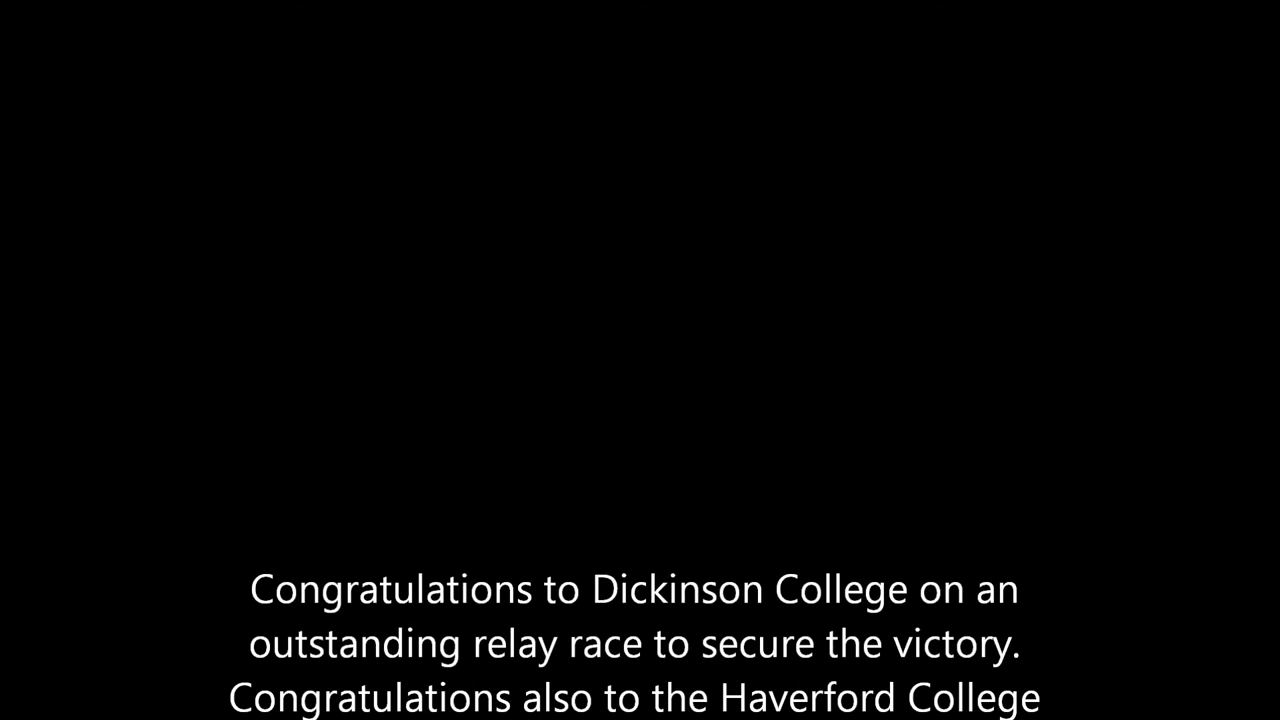 Congratulations to Dickinson College on an
outstanding relay race to secure the victory.
Congratulations also to the Haverford College